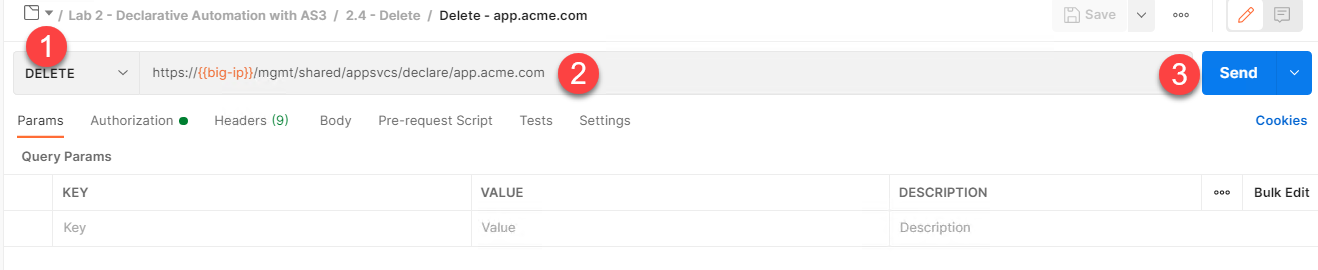 / Lab 2 - Declarative Automation with AS3 / 2.4 - Delete / Delete - app.acme.com
Save
1
DELETE https://{{big-ip}}/mgmt/shared/appsvcs/declare/app.acme.com 2 3 Send
Params Authorization Headers (9) Body Pre-request Script Tests Settings Cookies
Query Params
KEY VALUE DESCRIPTION Bulk Edit
Key Value Description